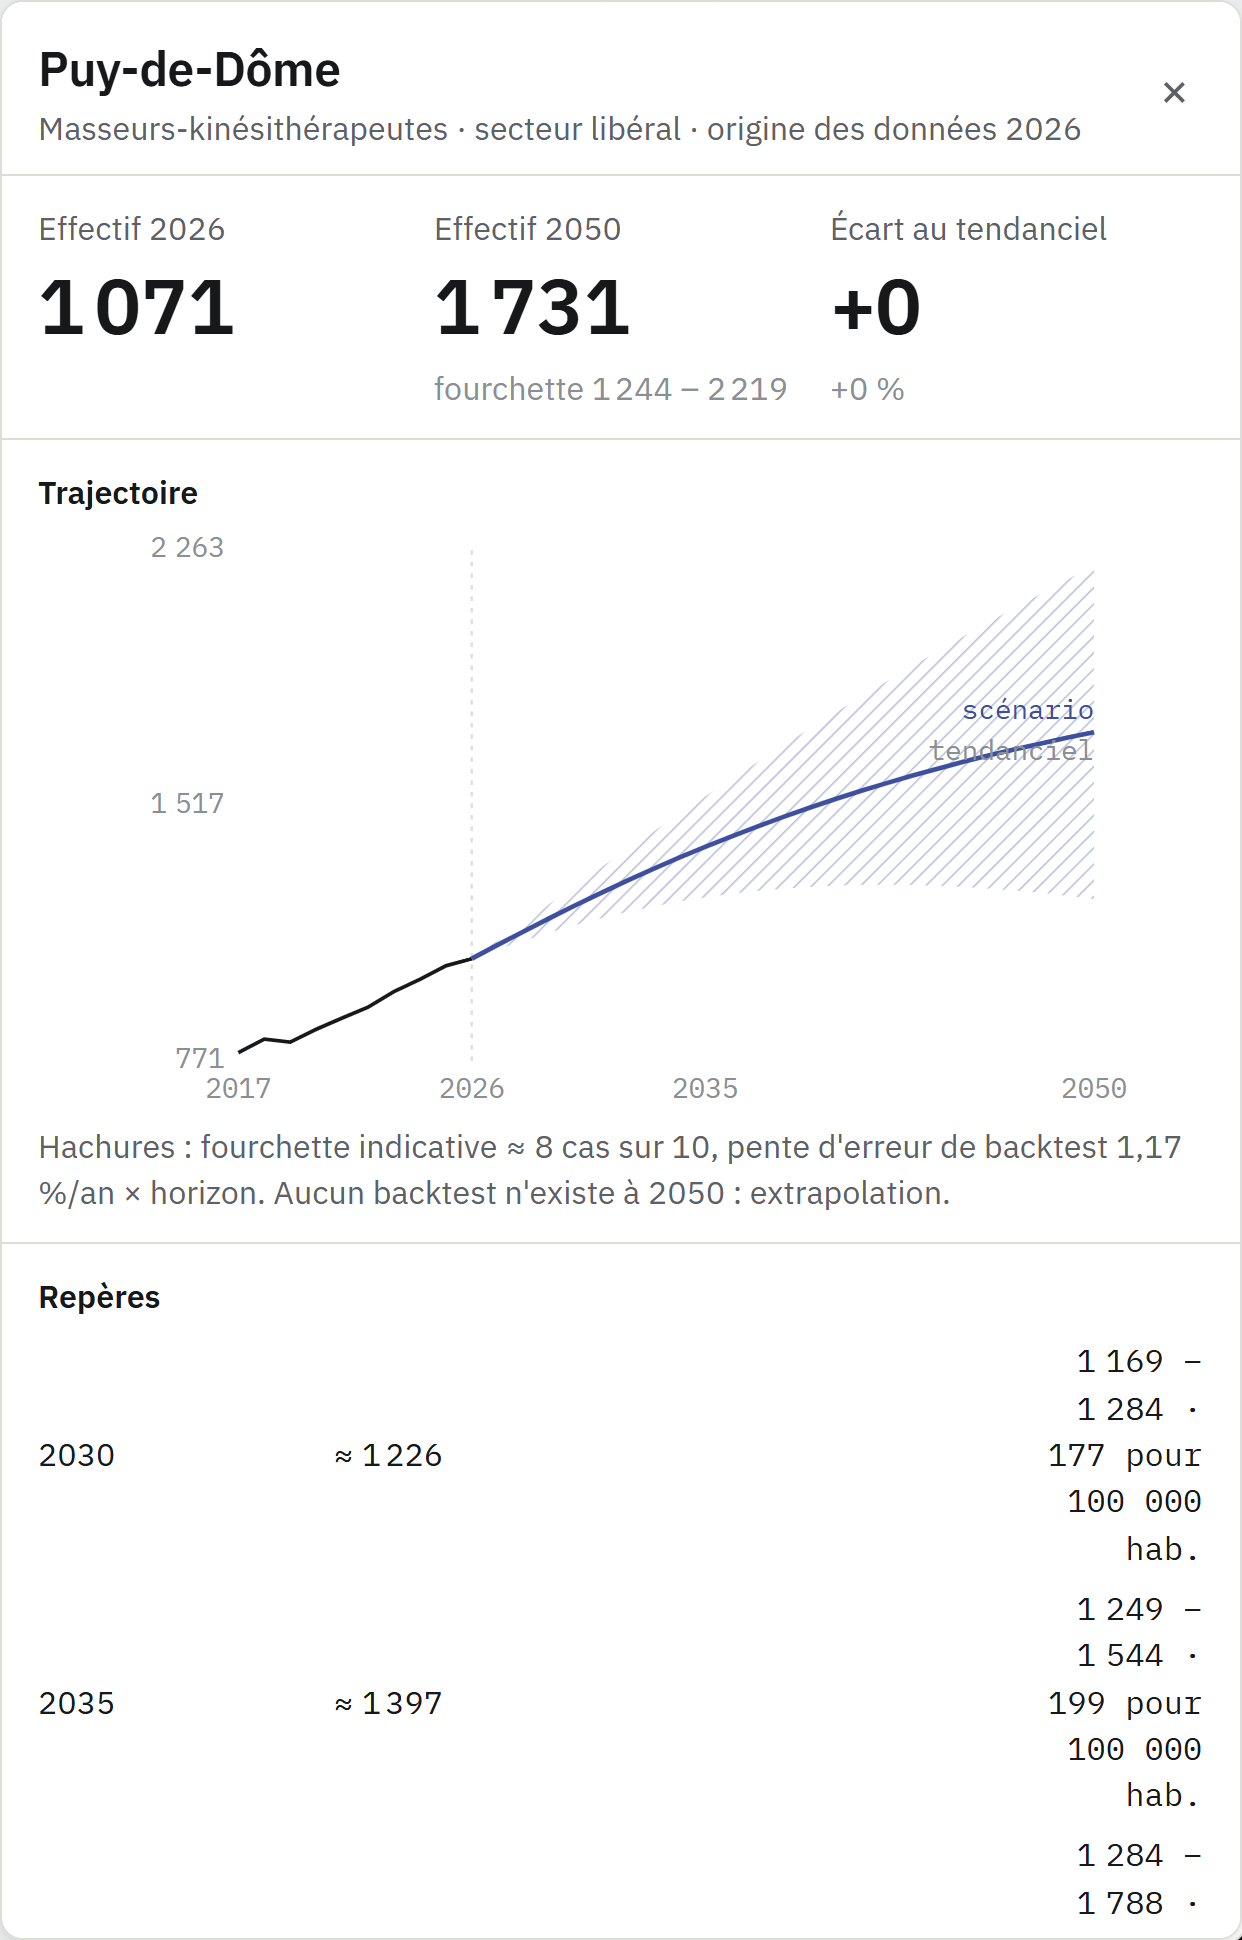 Puy-de-Dôme
×
Masseurs-kinésithérapeutes · secteur libéral · origine des données 2026
Effectif 2026
1 071
Effectif 2050
1 731
fourchette 1 244 – 2 219
Écart au tendanciel
+0
+0 %
Trajectoire
2 263
1 517
771
scénario
tendanciel
2017
2026
2035
2050
Hachures : fourchette indicative ≈ 8 cas sur 10, pente d'erreur de backtest 1,17
%/an × horizon. Aucun backtest n'existe à 2050 : extrapolation.
Repères
2030
≈ 1 226
1 169 –
1 284 ·
177 pour
100 000
hab.
2035
≈ 1 397
1 249 –
1 544 ·
199 pour
100 000
hab.
1 284 –
1 788 ·